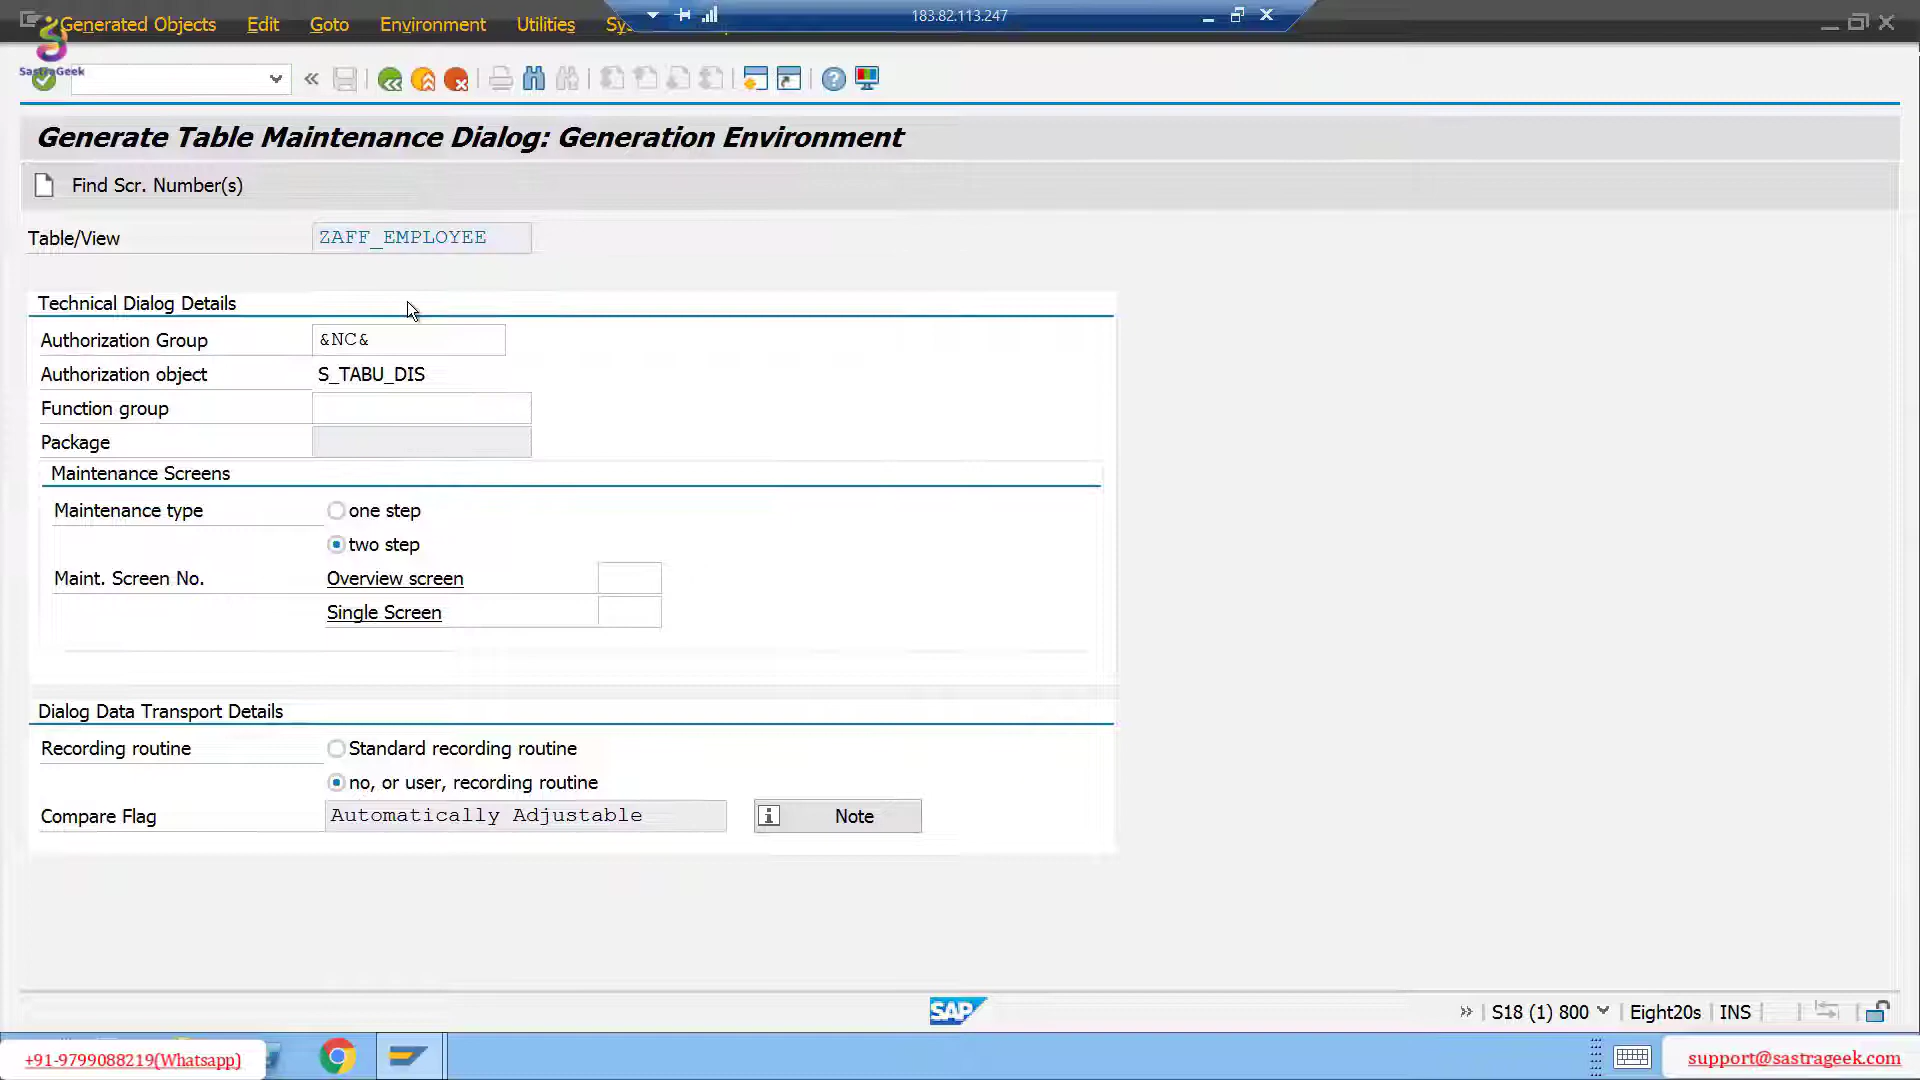 183.82.113.247
Generated Objects Edit Goto Environment Utilities Sy
SastraGeek
Generate Table Maintenance Dialog: Generation Environment
Find Scr. Number(s)
Table/View ZAFF_EMPLOYEE
Technical Dialog Details
Authorization Group &NC&
Authorization object S_TABU_DIS
Function group
Package
Maintenance Screens
Maintenance type one step
two step
Maint. Screen No. Overview screen
Single Screen
Dialog Data Transport Details
Recording routine Standard recording routine
no, or user, recording routine
Compare Flag Automatically Adjustable Note
SAP S18 (1) 800 Eight20s INS
+91-9799088219(Whatsapp) support@sastrageek.com